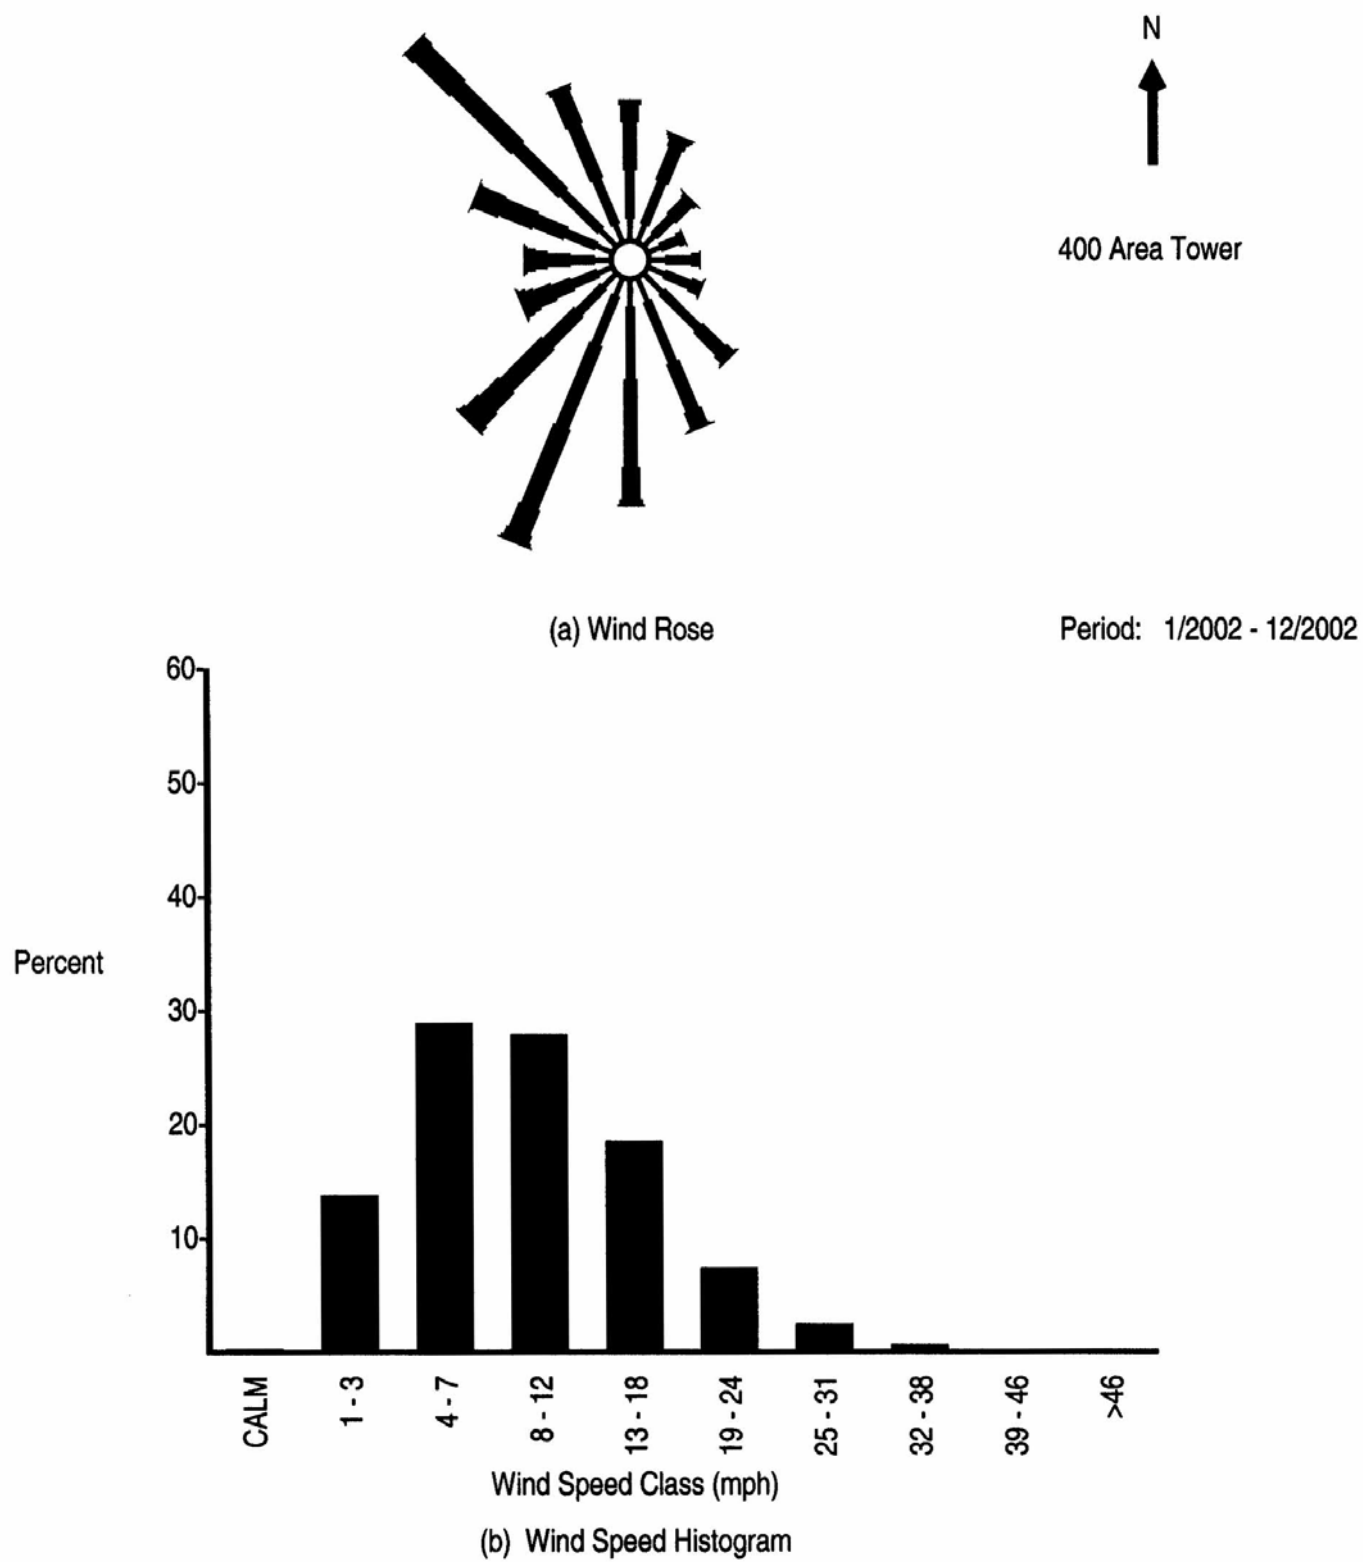 N
400 Area Tower
(a) Wind Rose
Period: 1/2002 - 12/2002
60
50
40
Percent
30
20
10
CALM
1 - 3
4 - 7
8 - 12
13 - 18
19 - 24
25 - 31
32 - 38
39 - 46
>46
Wind Speed Class (mph)
(b) Wind Speed Histogram